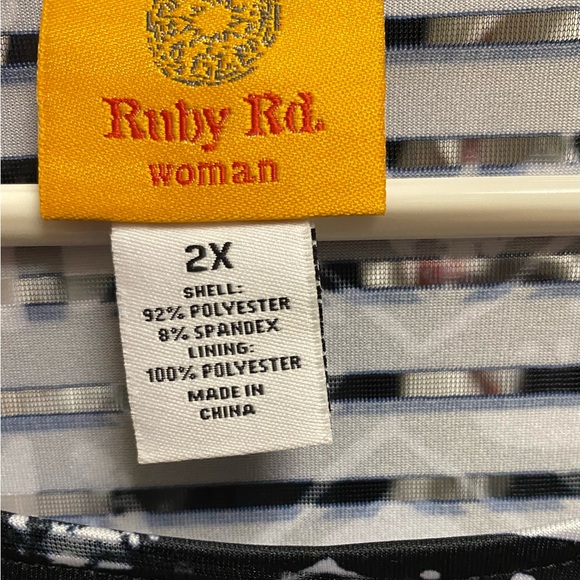 Ruby Rd.
woman
2X
SHELL:
92% POLYESTER
8% SPANDEX
LINING:
100% POLYESTER
MADE IN
CHINA